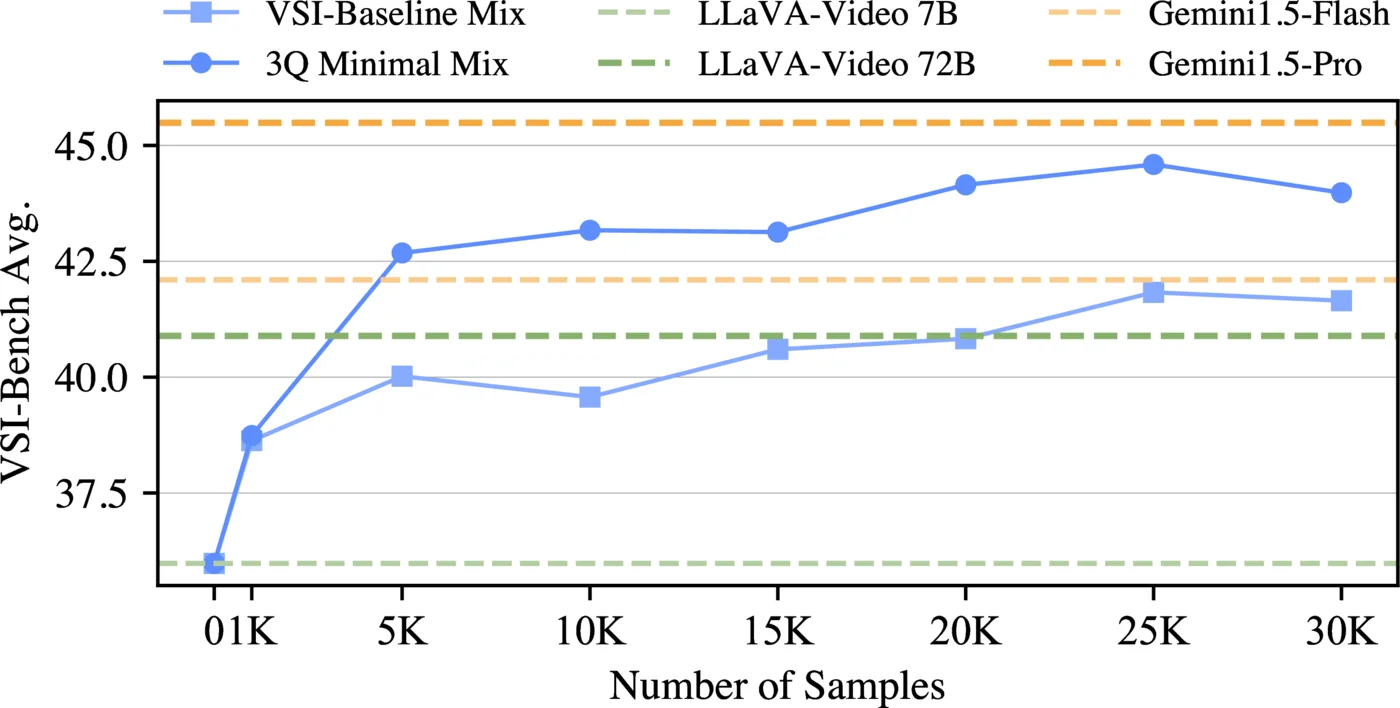 VSI-Baseline Mix LLaVA-Video 7B Gemini1.5-Flash
3Q Minimal Mix LLaVA-Video 72B Gemini1.5-Pro
VSI-Bench Avg.
45.0
42.5
40.0
37.5
0 1K 5K 10K 15K 20K 25K 30K
Number of Samples